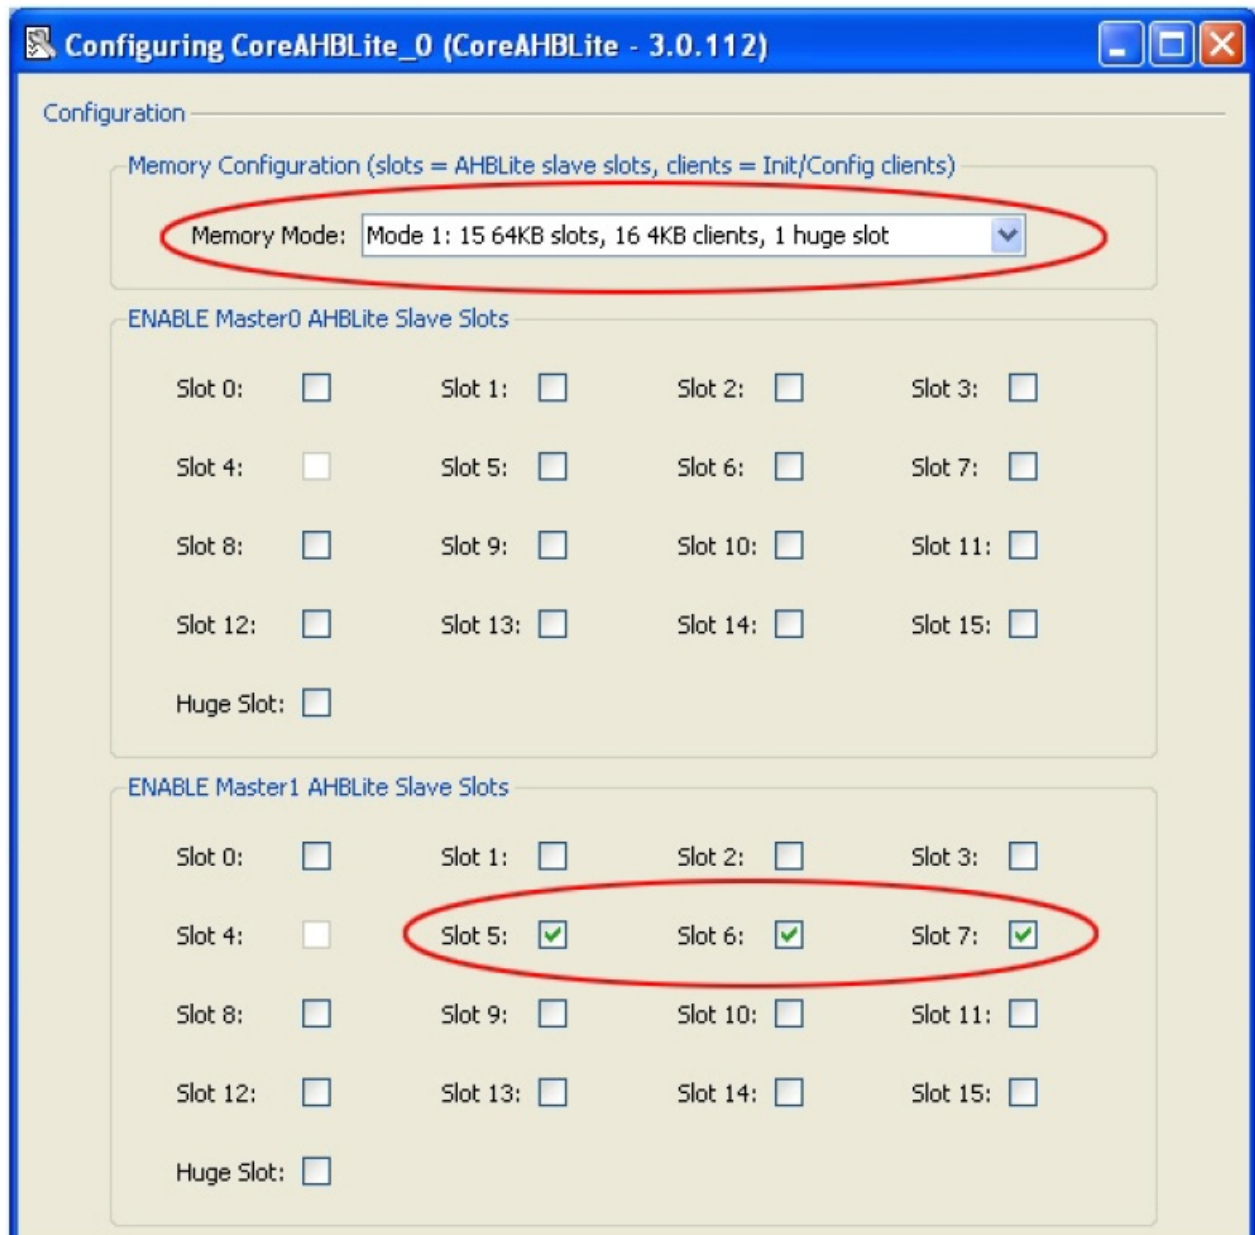 Configuring CoreAHBLite_0 (CoreAHBLite - 3.0.112)
Configuration
Memory Configuration (slots = AHBLite slave slots, clients = Init/Config clients)
Memory Mode: Mode 1: 15 64KB slots, 16 4KB clients, 1 huge slot
ENABLE Master0 AHBLite Slave Slots
Slot 0: Slot 1: Slot 2: Slot 3:
Slot 4: Slot 5: Slot 6: Slot 7:
Slot 8: Slot 9: Slot 10: Slot 11:
Slot 12: Slot 13: Slot 14: Slot 15:
Huge Slot:
ENABLE Master1 AHBLite Slave Slots
Slot 0: Slot 1: Slot 2: Slot 3:
Slot 4: Slot 5: Slot 6: Slot 7:
Slot 8: Slot 9: Slot 10: Slot 11:
Slot 12: Slot 13: Slot 14: Slot 15:
Huge Slot: